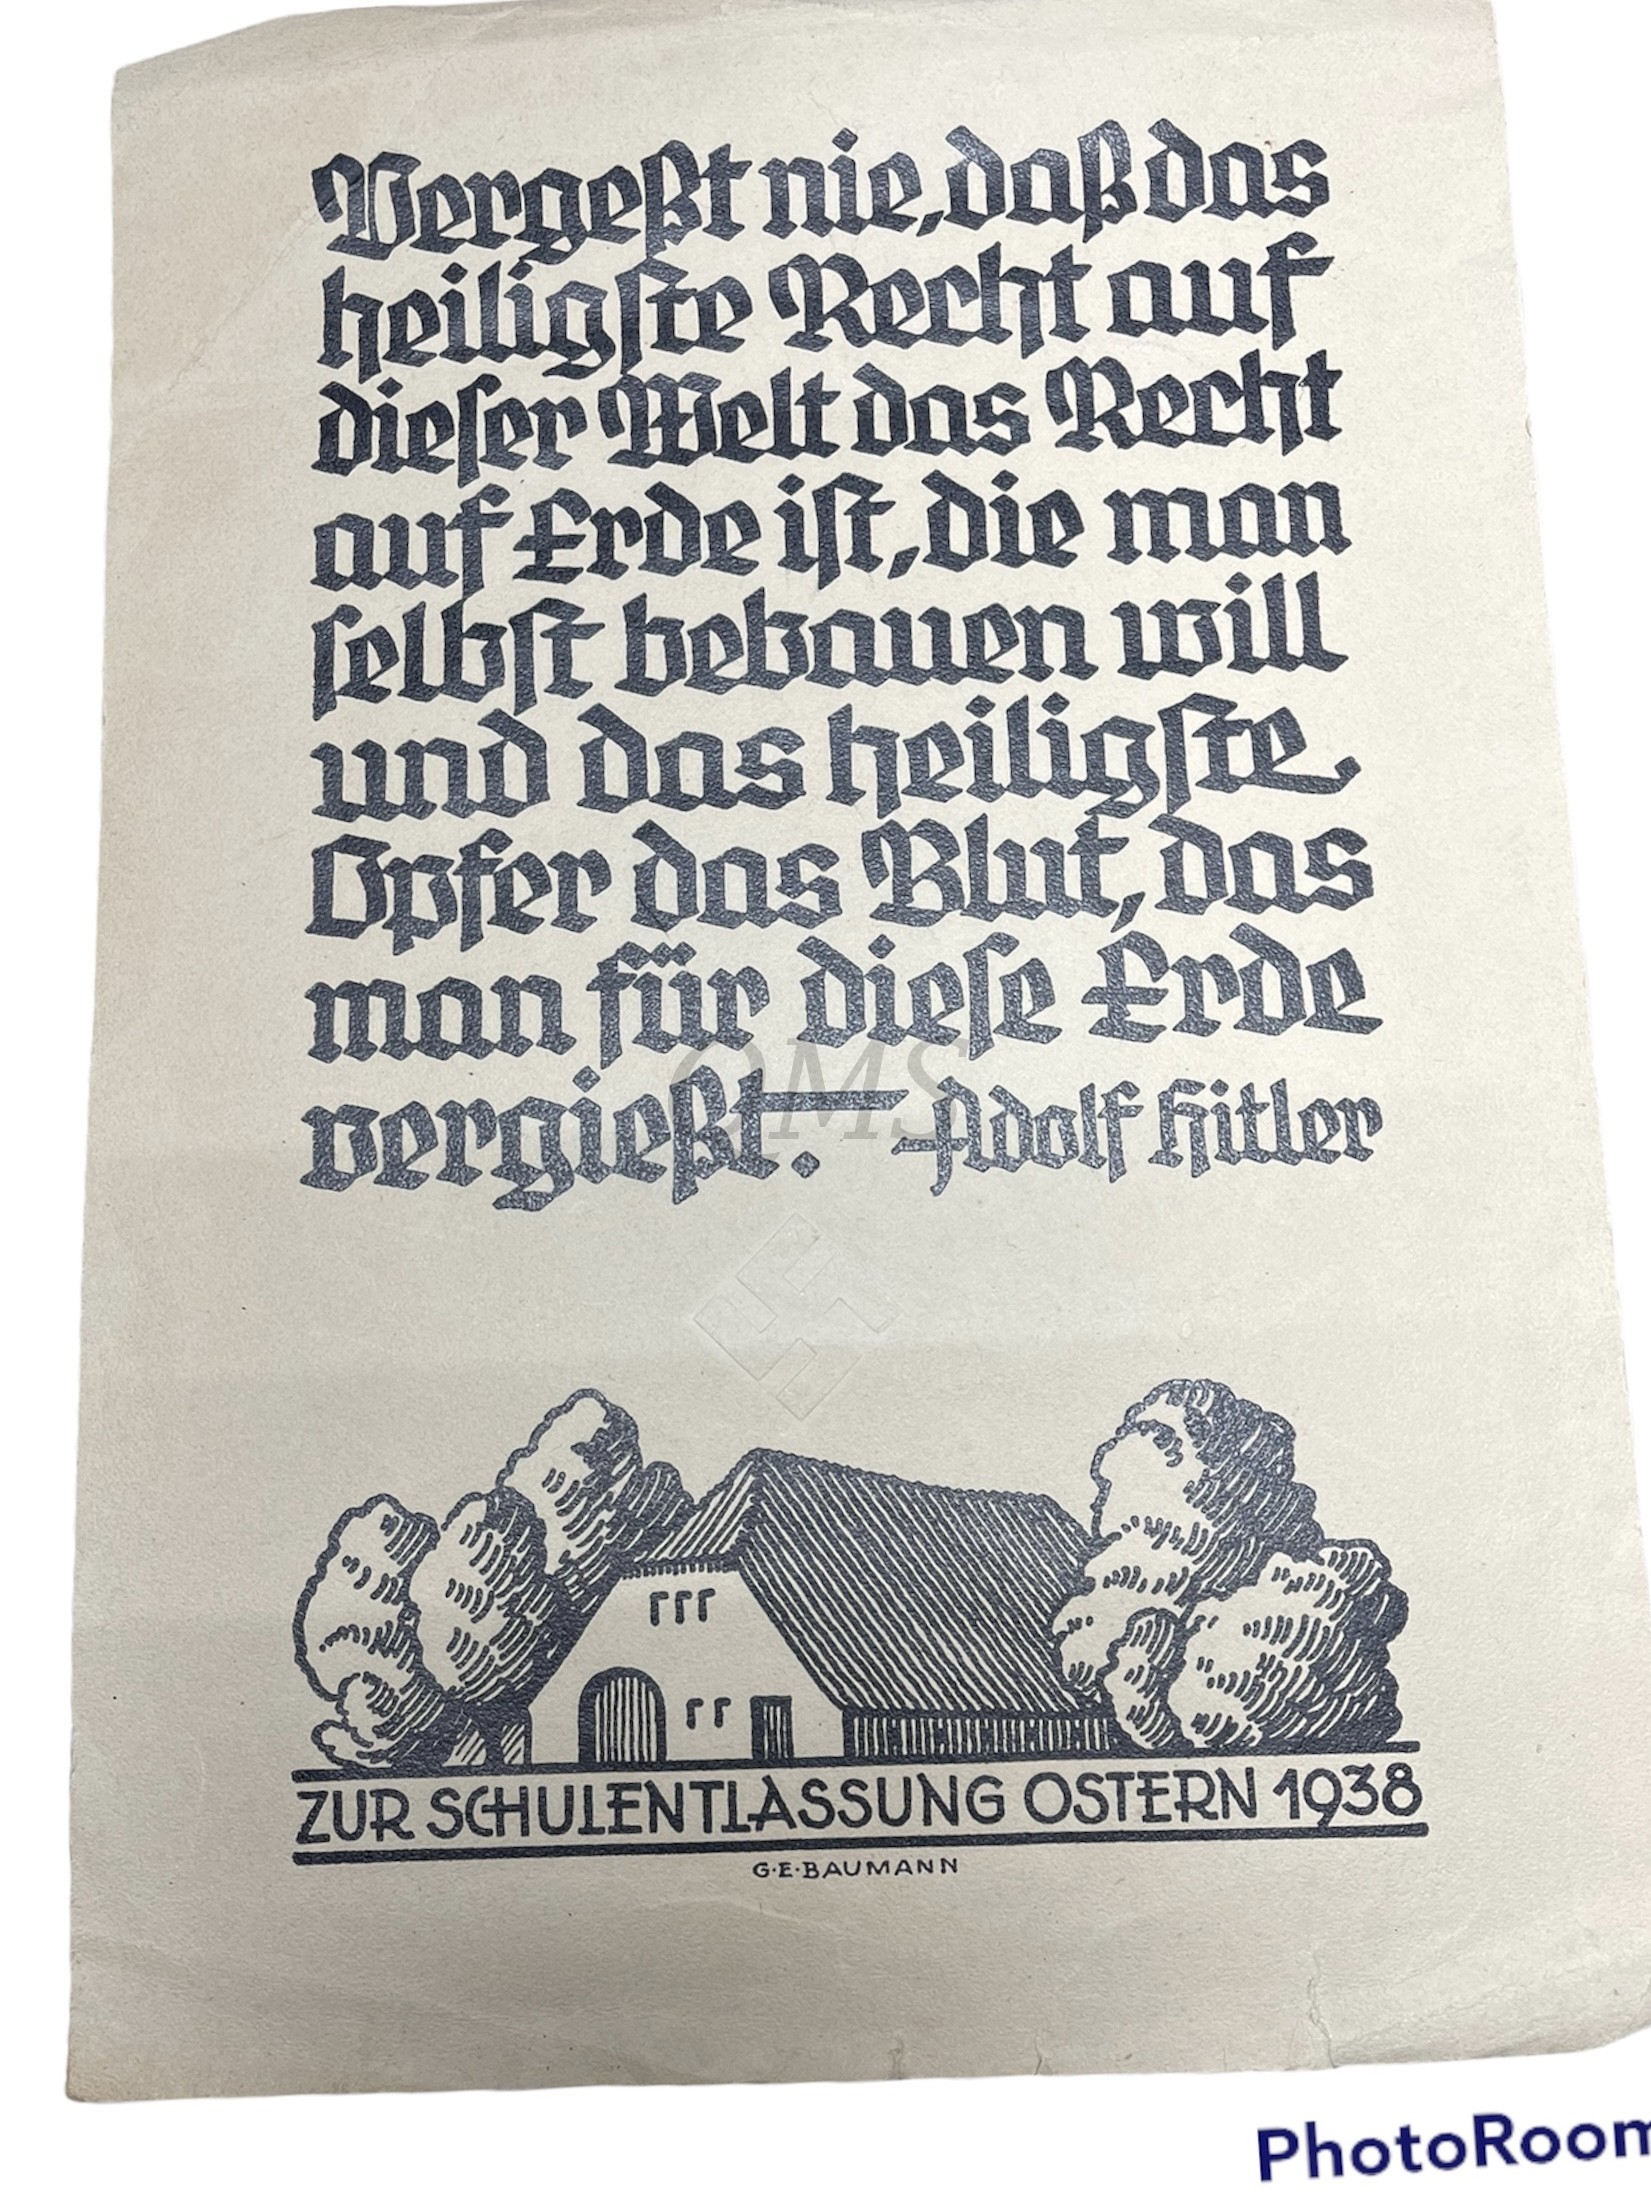 Vergeßt nie, daß das
heiligste Recht auf
dieser Welt das Recht
auf Erde ist, die man
selbst bebauen will
und das heiligste
Opfer das Blut, das
man für diese Erde
vergießt. Adolf Hitler
QMS
ZUR SCHULENTLASSUNG OSTERN 1938
G·E·BAUMANN
PhotoRoom